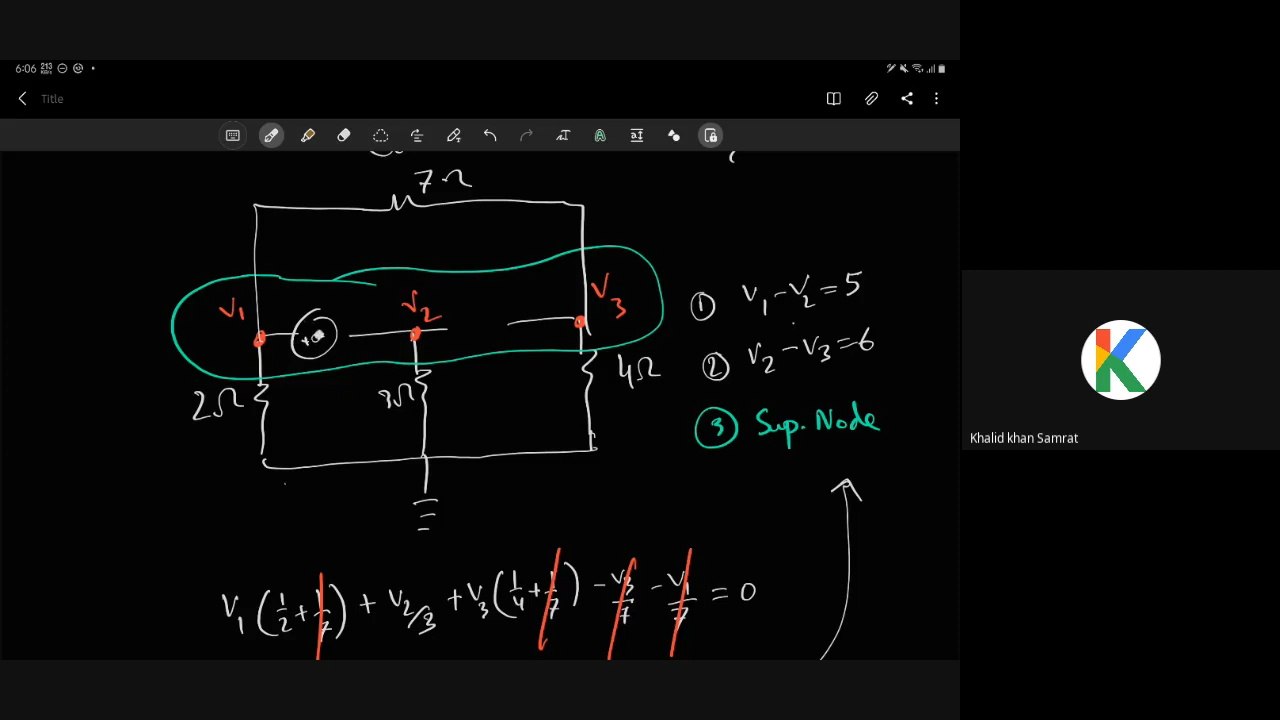 6:06 213 KB/s
Title
7Ω
V1 V2 V3
+
2Ω 3Ω 4Ω
① V1 - V2 = 5
② V2 - V3 = 6
③ Sup. Node
V1 (1/2 + 1/7) + V2/3 + V3 (1/4 + 1/7) - V3/7 - V1/7 = 0
K
Khalid khan Samrat